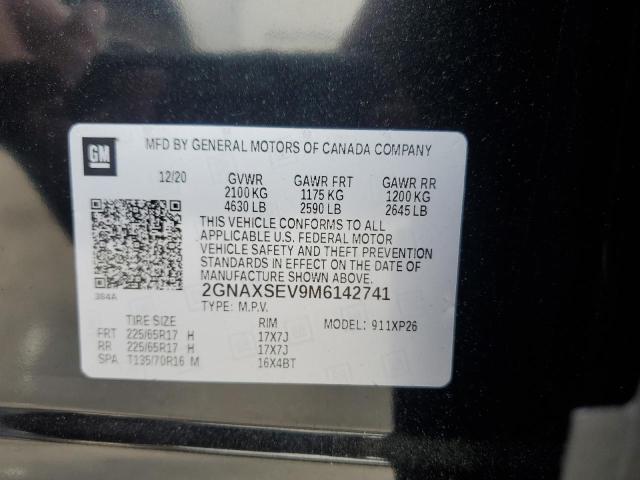 GM
MFD BY GENERAL MOTORS OF CANADA COMPANY
12/20 GVWR GAWR FRT GAWR RR
2100 KG 1175 KG 1200 KG
4630 LB 2590 LB 2645 LB
THIS VEHICLE CONFORMS TO ALL
APPLICABLE U.S. FEDERAL MOTOR
VEHICLE SAFETY AND THEFT PREVENTION
STANDARDS IN EFFECT ON THE DATE OF
MANUFACTURE SHOWN ABOVE.
384A
2GNAXSEV9M6142741
TYPE: M.P.V.
TIRE SIZE RIM MODEL: 911XP26
FRT 225/65R17 H 17X7J
RR 225/65R17 H 17X7J
SPA T135/70R16 M 16X4BT